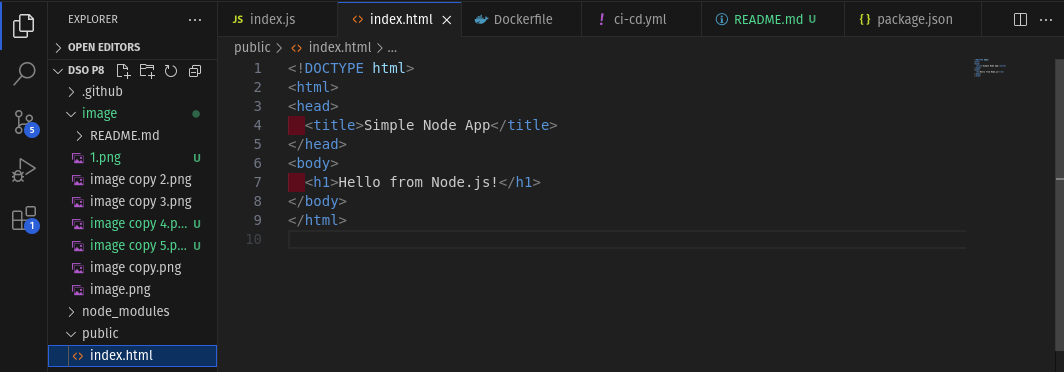 EXPLORER
OPEN EDITORS
DSO P8
.github
image
README.md
1.png U
image copy 2.png
image copy 3.png
image copy 4.p... U
image copy 5.p... U
image copy.png
image.png
node_modules
public
<> index.html
5
1
JS index.js
<> index.html
Dockerfile
! ci-cd.yml
README.md U
{} package.json
public > <> index.html > ...
1 <!DOCTYPE html>
2 <html>
3 <head>
4 <title>Simple Node App</title>
5 </head>
6 <body>
7 <h1>Hello from Node.js!</h1>
8 </body>
9 </html>
10